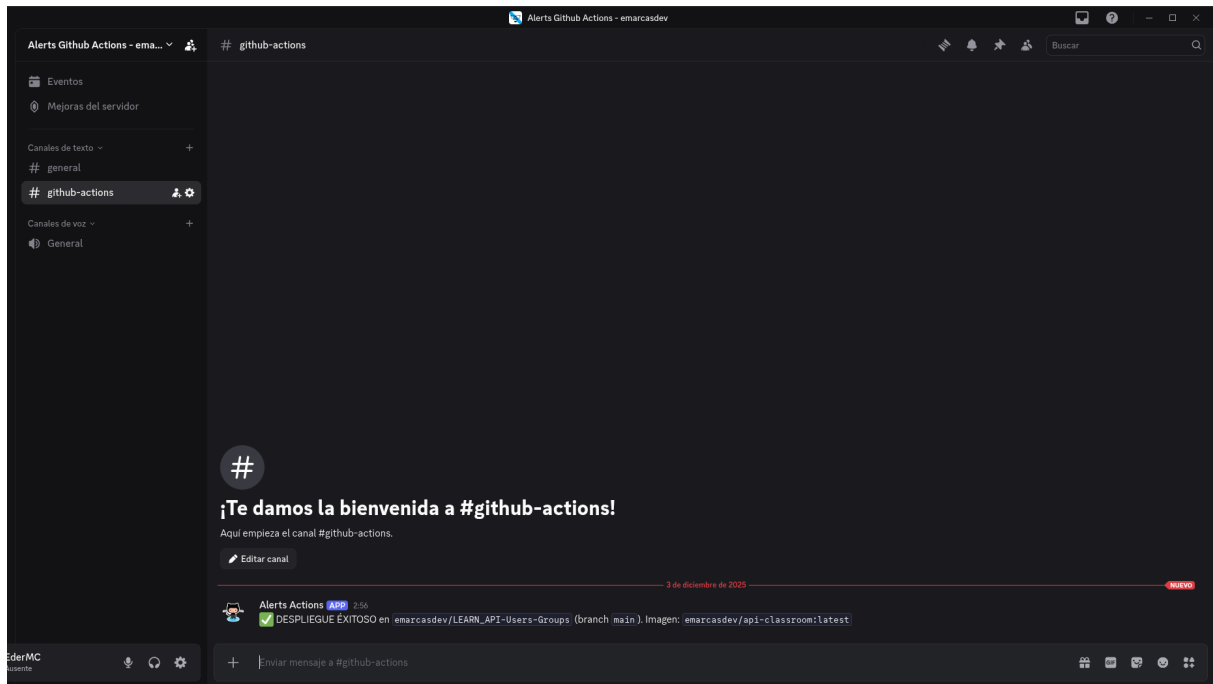 Alerts Github Actions - emarcasdev
Alerts Github Actions - ema...
# github-actions
Buscar
Eventos
Mejoras del servidor
Canales de texto
# general
# github-actions
Canales de voz
General
#
¡Te damos la bienvenida a #github-actions!
Aquí empieza el canal #github-actions.
Editar canal
3 de diciembre de 2025
NUEVO
Alerts Actions APP 2:56
✅ DESPLIEGUE ÉXITOSO en emarcasdev/LEARN_API-Users-Groups (branch main). Imagen: emarcasdev/api-classroom:latest
EderMC
Ausente
Enviar mensaje a #github-actions
GIF